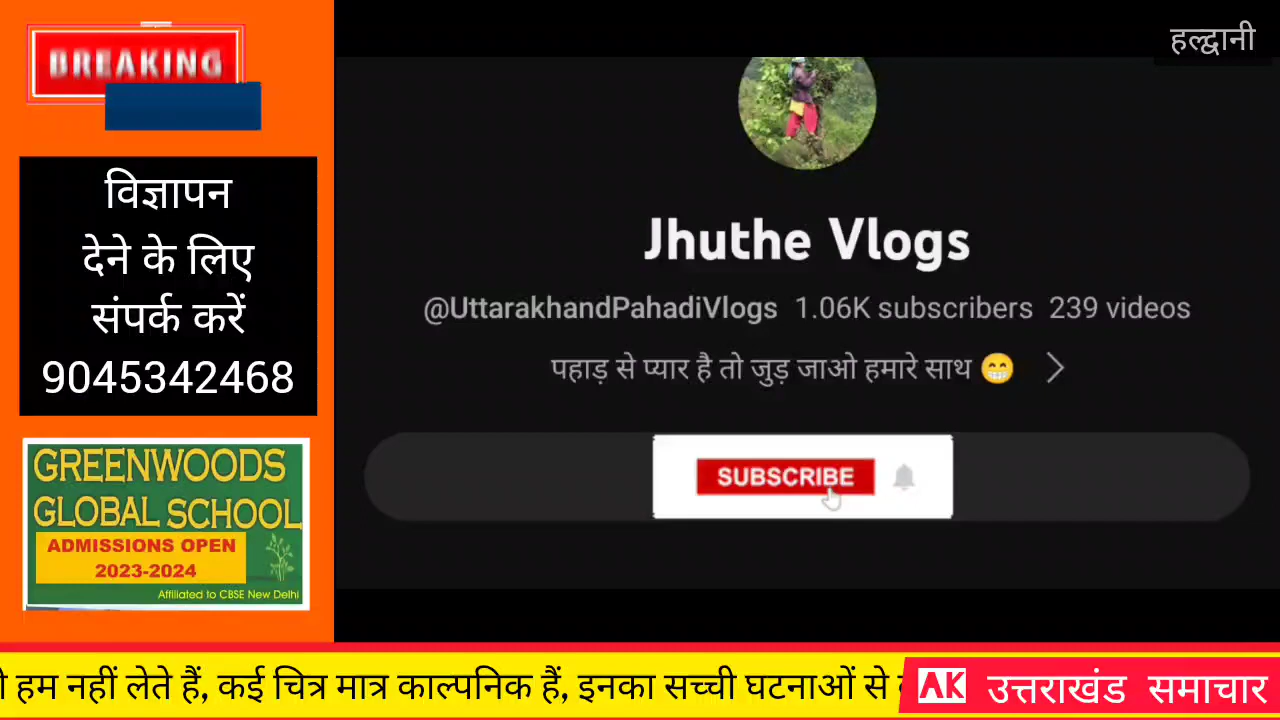 BREAKING
हल्द्वानी
विज्ञापन
देने के लिए
संपर्क करें
9045342468
Jhuthe Vlogs
@UttarakhandPahadiVlogs 1.06K subscribers 239 videos
पहाड़ से प्यार है तो जुड़ जाओ हमारे साथ 😁
SUBSCRIBE
GREENWOODS
GLOBAL SCHOOL
ADMISSIONS OPEN
2023-2024
Affiliated to CBSE New Delhi
हम नहीं लेते हैं, कई चित्र मात्र काल्पनिक हैं, इनका सच्ची घटनाओं से
AK उत्तराखंड समाचार